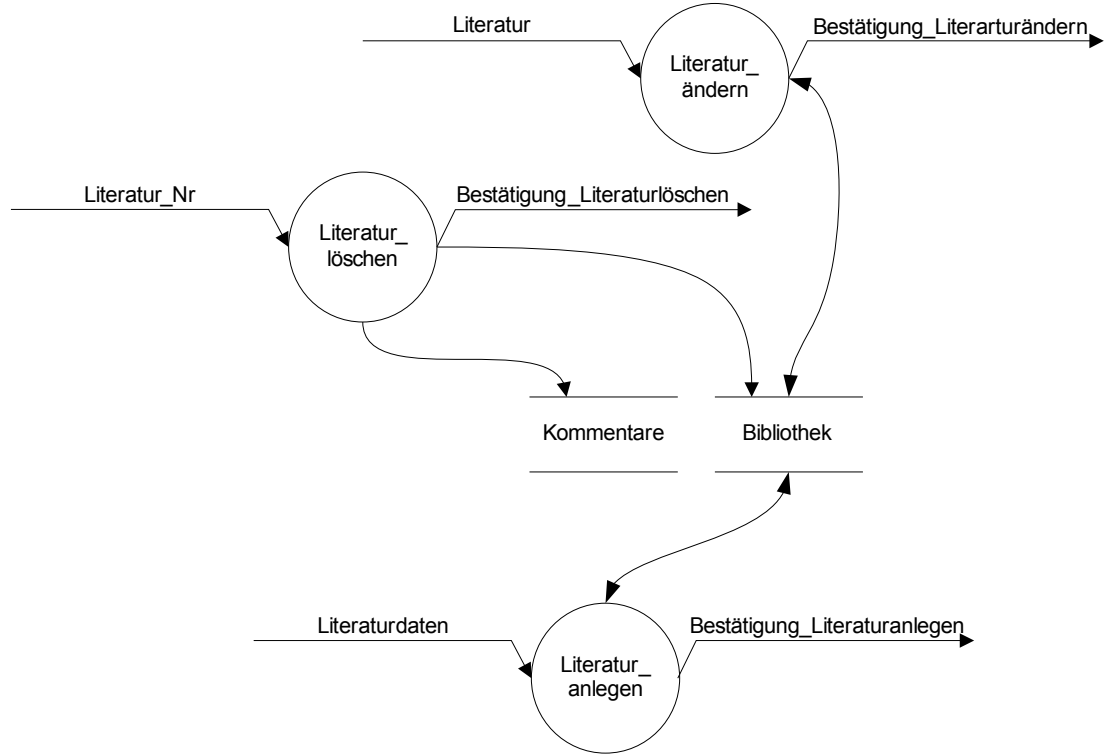 Literatur
Bestätigung_Literarturändern
Literatur_
ändern
Literatur_Nr
Bestätigung_Literaturlöschen
Literatur_
löschen
Kommentare
Bibliothek
Literaturdaten
Bestätigung_Literaturanlegen
Literatur_
anlegen